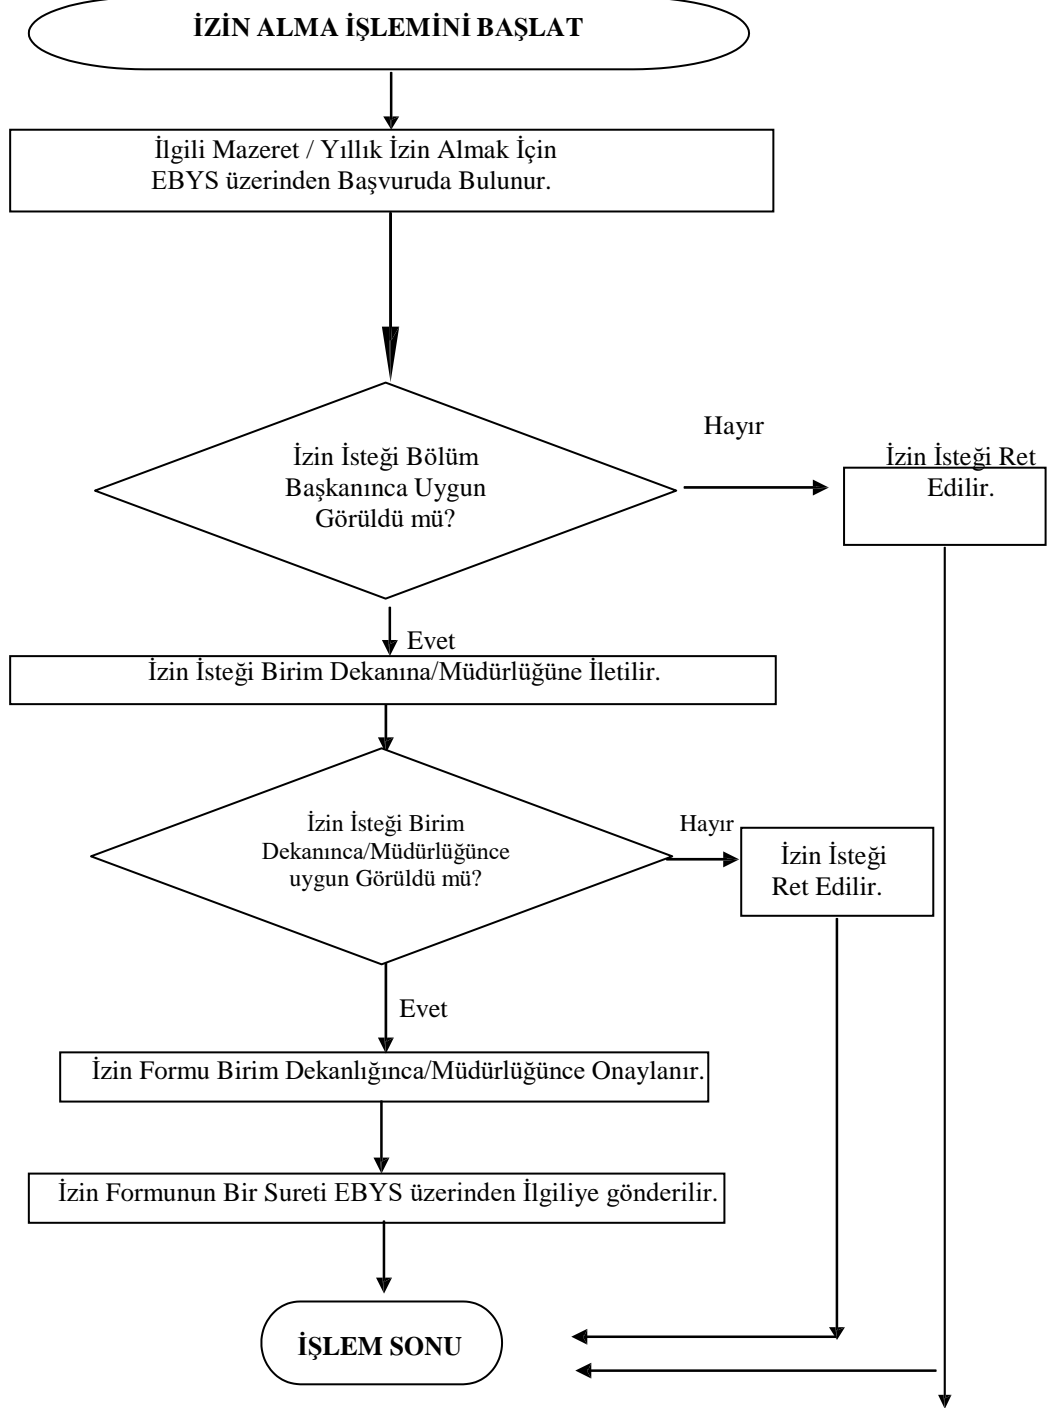 İZİN ALMA İŞLEMİNİ BAŞLAT
İlgili Mazeret / Yıllık İzin Almak İçin
EBYS üzerinden Başvuruda Bulunur.
İzin İsteği Bölüm
Başkanınca Uygun
Görüldü mü?
Hayır
İzin İsteği Ret
Edilir.
Evet
İzin İsteği Birim Dekanına/Müdürlüğüne İletilir.
İzin İsteği Birim
Dekanınca/Müdürlüğünce
uygun Görüldü mü?
Hayır
İzin İsteği
Ret Edilir.
Evet
İzin Formu Birim Dekanlığınca/Müdürlüğünce Onaylanır.
İzin Formunun Bir Sureti EBYS üzerinden İlgiliye gönderilir.
İŞLEM SONU